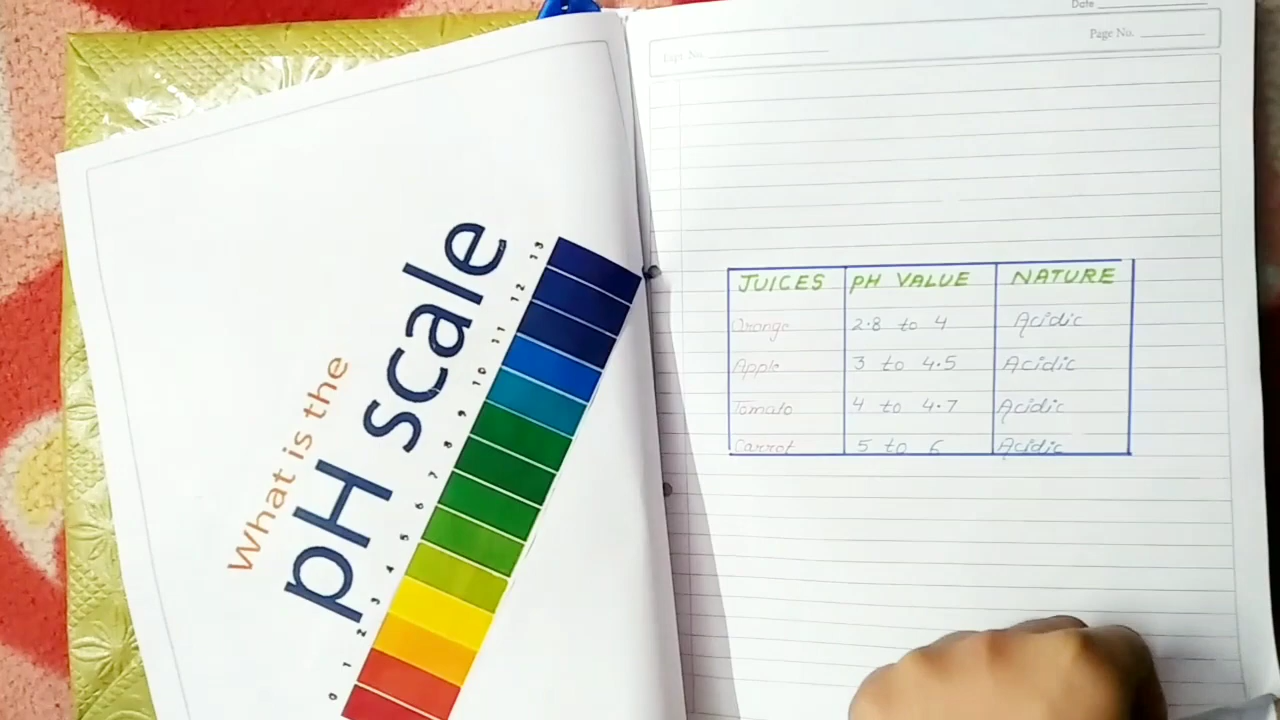 What is the
pH scale
0 1 2 3 4 5 6 7 8 9 10 11 12 13
Date
Page No.
Expt. No.
JUICES PH VALUE NATURE
Orange 2.8 to 4 Acidic
Apple 3 to 4.5 Acidic
Tomato 4 to 4.7 Acidic
Carrot 5 to 6 Acidic